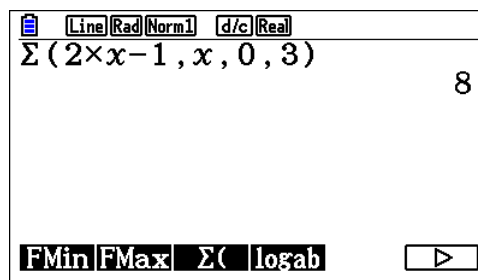 Line Rad Norm1 d/c Real
Σ(2×x−1,x,0,3)
8
FMin FMax Σ( logab ▷